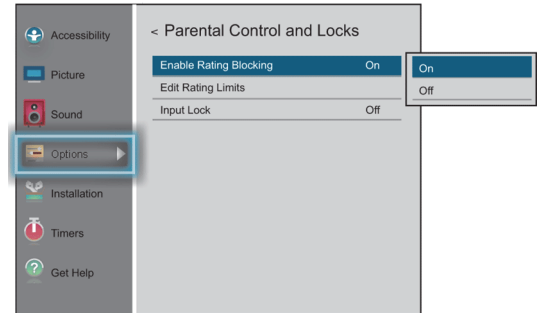 Accessibility
Picture
Sound
Options
Installation
Timers
Get Help
< Parental Control and Locks
Enable Rating Blocking On
Edit Rating Limits
Input Lock Off
On
Off